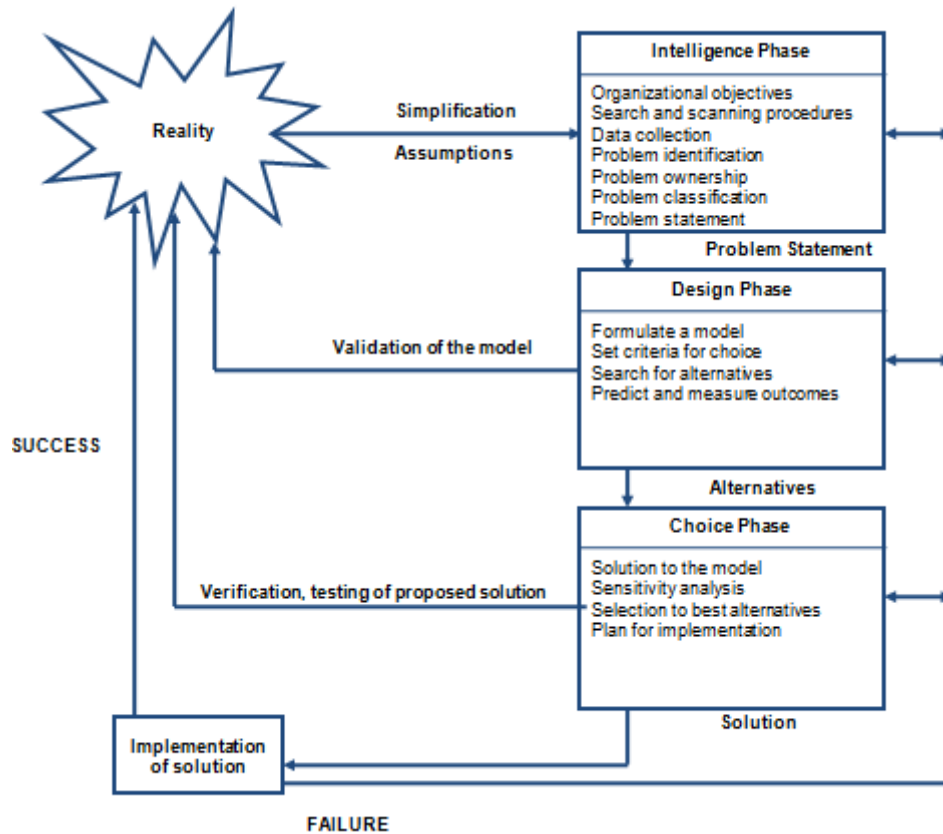 Intelligence Phase
Organizational objectives
Search and scanning procedures
Data collection
Problem identification
Problem ownership
Problem classification
Problem statement
Reality
Simplification
Assumptions
Problem Statement
Design Phase
Formulate a model
Set criteria for choice
Search for alternatives
Predict and measure outcomes
Validation of the model
SUCCESS
Alternatives
Choice Phase
Solution to the model
Sensitivity analysis
Selection to best alternatives
Plan for implementation
Verification, testing of proposed solution
Solution
Implementation
of solution
FAILURE